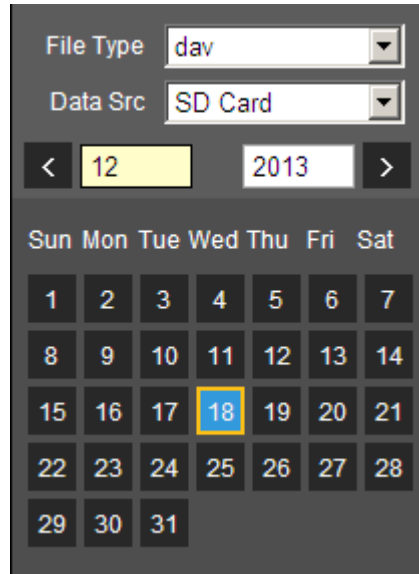 File Type dav
Data Src SD Card
< 12 2013 >
Sun Mon Tue Wed Thu Fri Sat
1 2 3 4 5 6 7
8 9 10 11 12 13 14
15 16 17 18 19 20 21
22 23 24 25 26 27 28
29 30 31